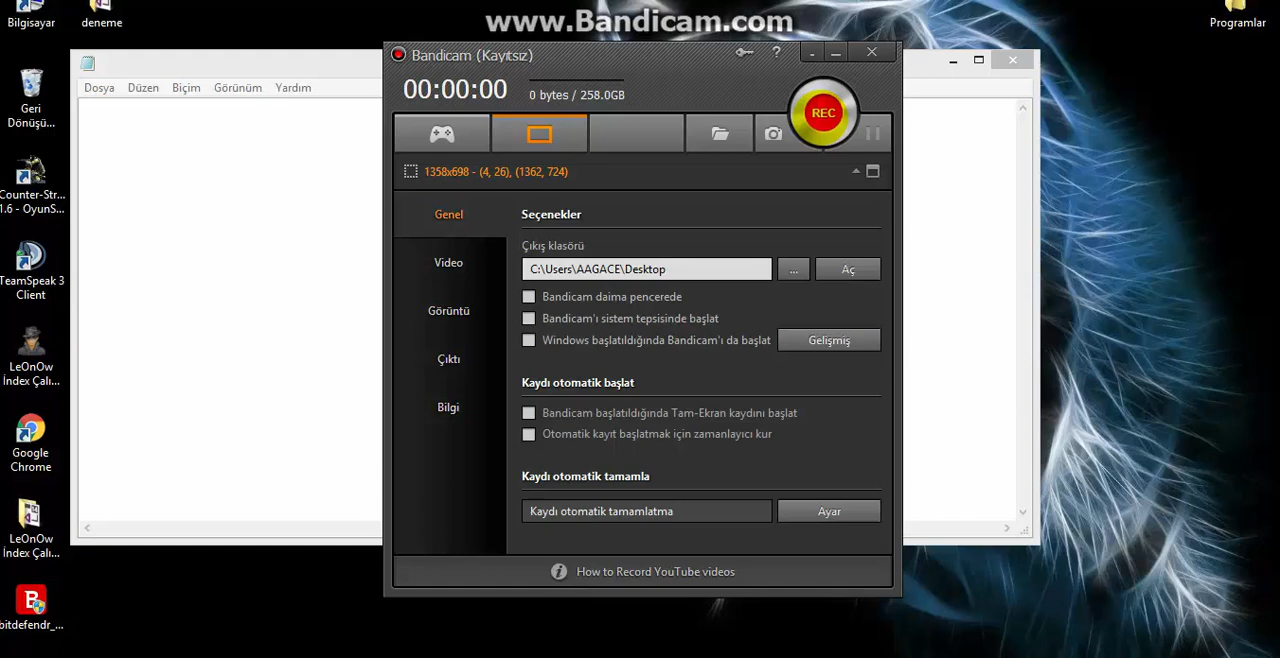 www.Bandicam.com
Bilgisayar
deneme
Programlar
Geri
Dönüşü...
Counter-Str...
1.6 - OyunS...
TeamSpeak 3
Client
LeOnOw
İndex Çalı...
Google
Chrome
LeOnOw
İndex Çalı...
bitdefendr_...
Dosya Düzen Biçim Görünüm Yardım
Bandicam (Kayıtsız)
00:00:00
0 bytes / 258.0GB
REC
1358x698 - (4, 26), (1362, 724)
Genel
Video
Görüntü
Çıktı
Bilgi
Seçenekler
Çıkış klasörü
C:\Users\AAGACE\Desktop ... Aç
Bandicam daima pencerede
Bandicam'ı sistem tepsisinde başlat
Windows başlatıldığında Bandicam'ı da başlat Gelişmiş
Kaydı otomatik başlat
Bandicam başlatıldığında Tam-Ekran kaydını başlat
Otomatik kayıt başlatmak için zamanlayıcı kur
Kaydı otomatik tamamla
Kaydı otomatik tamamlatma Ayar
How to Record YouTube videos